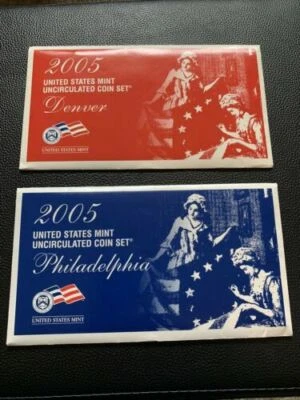 2005
UNITED STATES MINT
UNCIRCULATED COIN SET®
Denver
UNITED STATES MINT
2005
UNITED STATES MINT
UNCIRCULATED COIN SET®
Philadelphia
UNITED STATES MINT